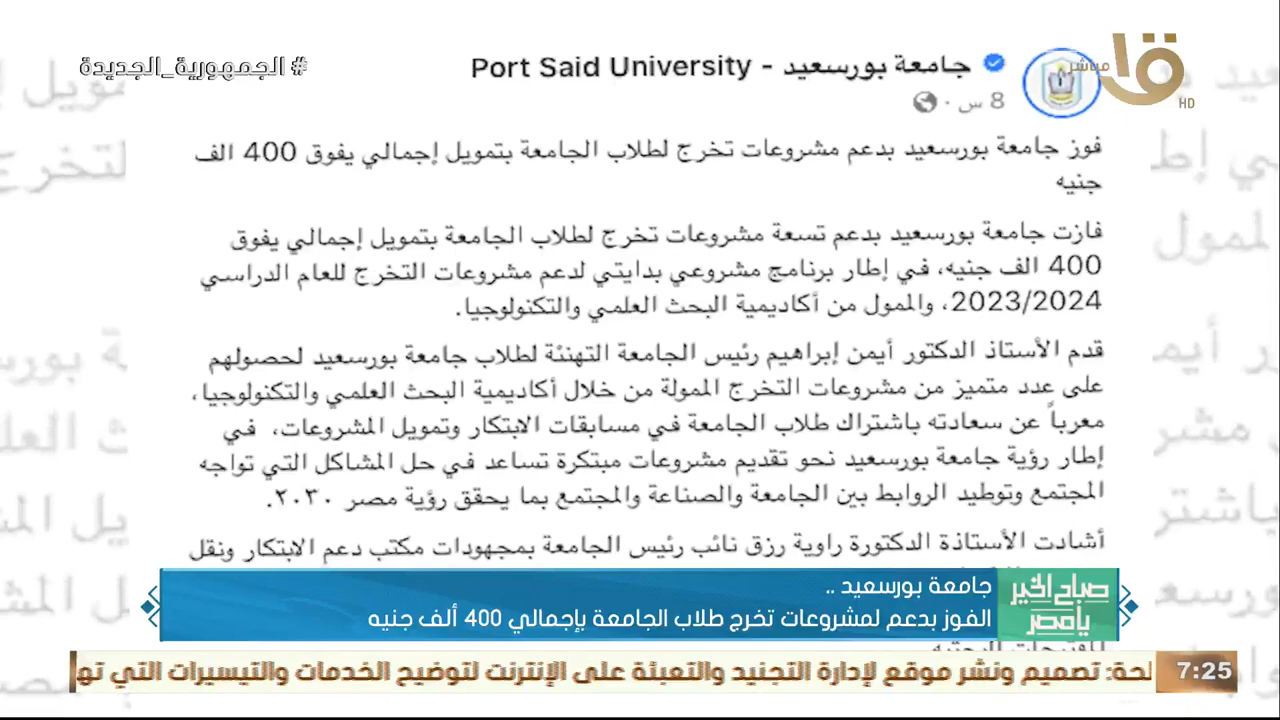 # الجمهورية_الجديدة
مباشر
HD
جامعة بورسعيد - Port Said University
8 س ·
فوز جامعة بورسعيد بدعم مشروعات تخرج لطلاب الجامعة بتمويل إجمالي يفوق 400 الف
جنيه
فازت جامعة بورسعيد بدعم تسعة مشروعات تخرج لطلاب الجامعة بتمويل إجمالي يفوق
400 الف جنيه، في إطار برنامج مشروعي بدايتي لدعم مشروعات التخرج للعام الدراسي
2023/2024، والممول من أكاديمية البحث العلمي والتكنولوجيا.
قدم الأستاذ الدكتور أيمن إبراهيم رئيس الجامعة التهنئة لطلاب جامعة بورسعيد لحصولهم
على عدد متميز من مشروعات التخرج الممولة من خلال أكاديمية البحث العلمي والتكنولوجيا،
معرباً عن سعادته باشتراك طلاب الجامعة في مسابقات الابتكار وتمويل المشروعات، في
إطار رؤية جامعة بورسعيد نحو تقديم مشروعات مبتكرة تساعد في حل المشاكل التي تواجه
المجتمع وتوطيد الروابط بين الجامعة والصناعة والمجتمع بما يحقق رؤية مصر ٢٠٣٠.
أشادت الأستاذة الدكتورة راوية رزق نائب رئيس الجامعة بمجهودات مكتب دعم الابتكار ونقل
صباح الخير
يا مصر
جامعة بورسعيد ..
الفوز بدعم لمشروعات تخرج طلاب الجامعة بإجمالي 400 ألف جنيه
7:25
لحة: تصميم ونشر موقع لإدارة التجنيد والتعبئة على الإنترنت لتوضيح الخدمات والتيسيرات التي